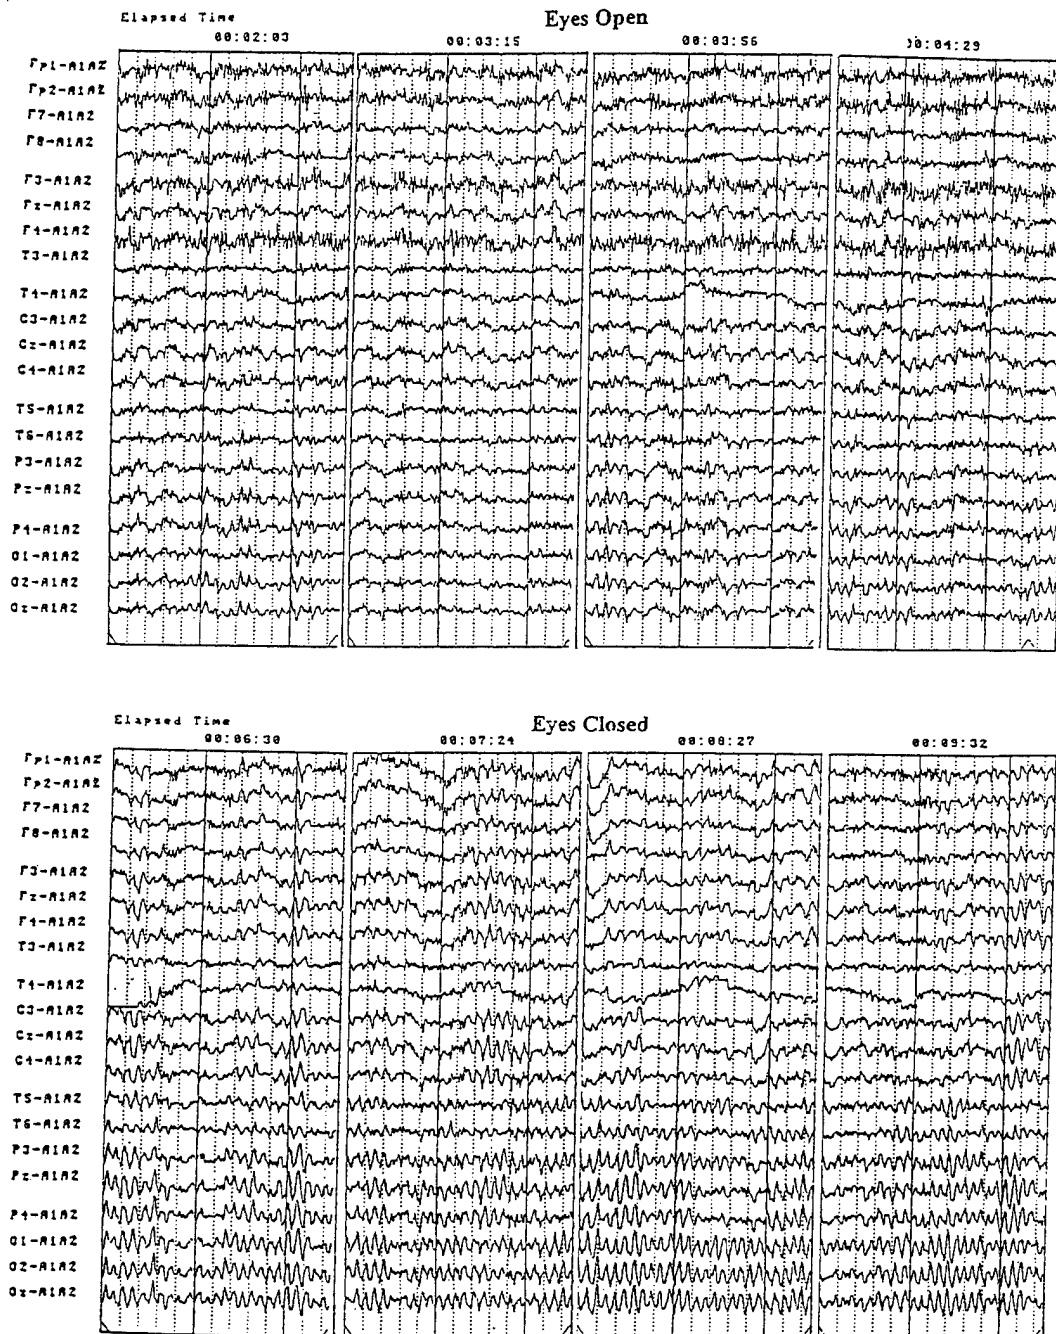 Elapsed Time
Eyes Open
00:02:03 00:03:15 00:03:56 00:04:29
Fp1-A1A2
Fp2-A1A2
F7-A1A2
F8-A1A2
F3-A1A2
Fz-A1A2
F4-A1A2
T3-A1A2
T4-A1A2
C3-A1A2
Cz-A1A2
C4-A1A2
T5-A1A2
T6-A1A2
P3-A1A2
Pz-A1A2
P4-A1A2
O1-A1A2
O2-A1A2
Oz-A1A2
Elapsed Time
Eyes Closed
00:06:30 00:07:24 00:08:27 00:09:32
Fp1-A1A2
Fp2-A1A2
F7-A1A2
F8-A1A2
F3-A1A2
Fz-A1A2
F4-A1A2
T3-A1A2
T4-A1A2
C3-A1A2
Cz-A1A2
C4-A1A2
T5-A1A2
T6-A1A2
P3-A1A2
Pz-A1A2
P4-A1A2
O1-A1A2
O2-A1A2
Oz-A1A2